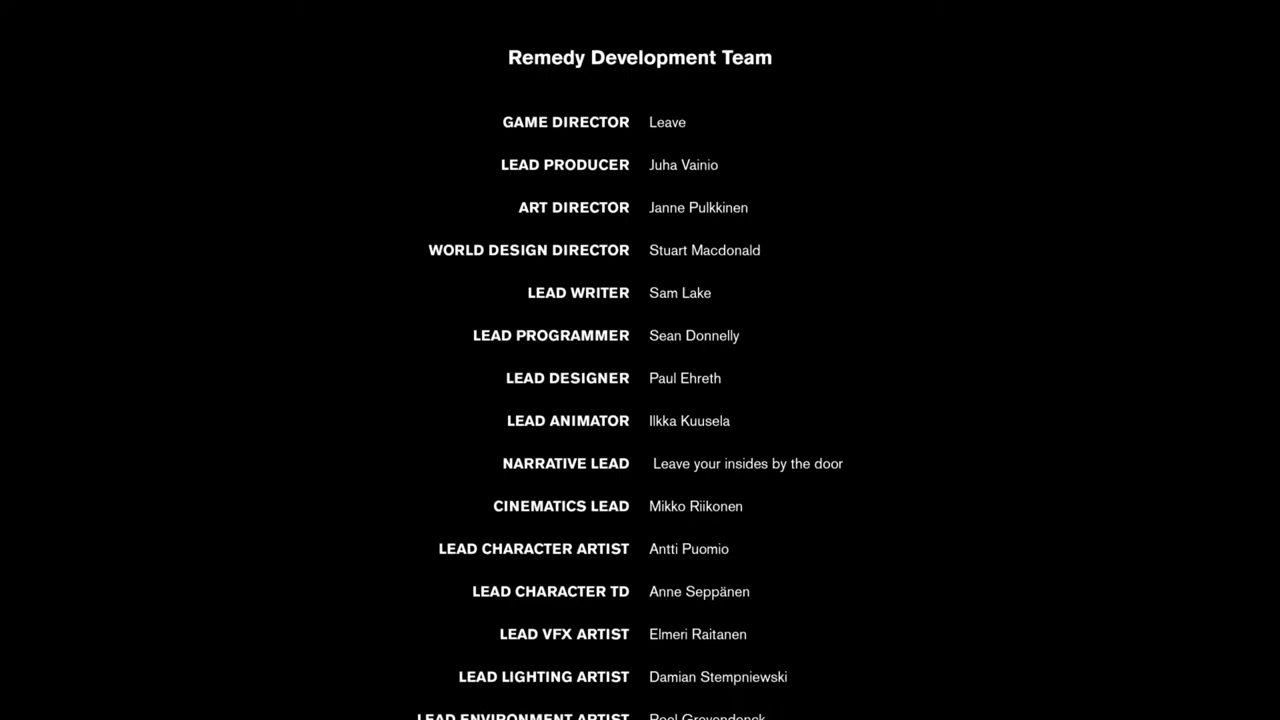 Remedy Development Team
GAME DIRECTOR Leave
LEAD PRODUCER Juha Vainio
ART DIRECTOR Janne Pulkkinen
WORLD DESIGN DIRECTOR Stuart Macdonald
LEAD WRITER Sam Lake
LEAD PROGRAMMER Sean Donnelly
LEAD DESIGNER Paul Ehreth
LEAD ANIMATOR Ilkka Kuusela
NARRATIVE LEAD Leave your insides by the door
CINEMATICS LEAD Mikko Riikonen
LEAD CHARACTER ARTIST Antti Puomio
LEAD CHARACTER TD Anne Seppänen
LEAD VFX ARTIST Elmeri Raitanen
LEAD LIGHTING ARTIST Damian Stempniewski
LEAD ENVIRONMENT ARTIST